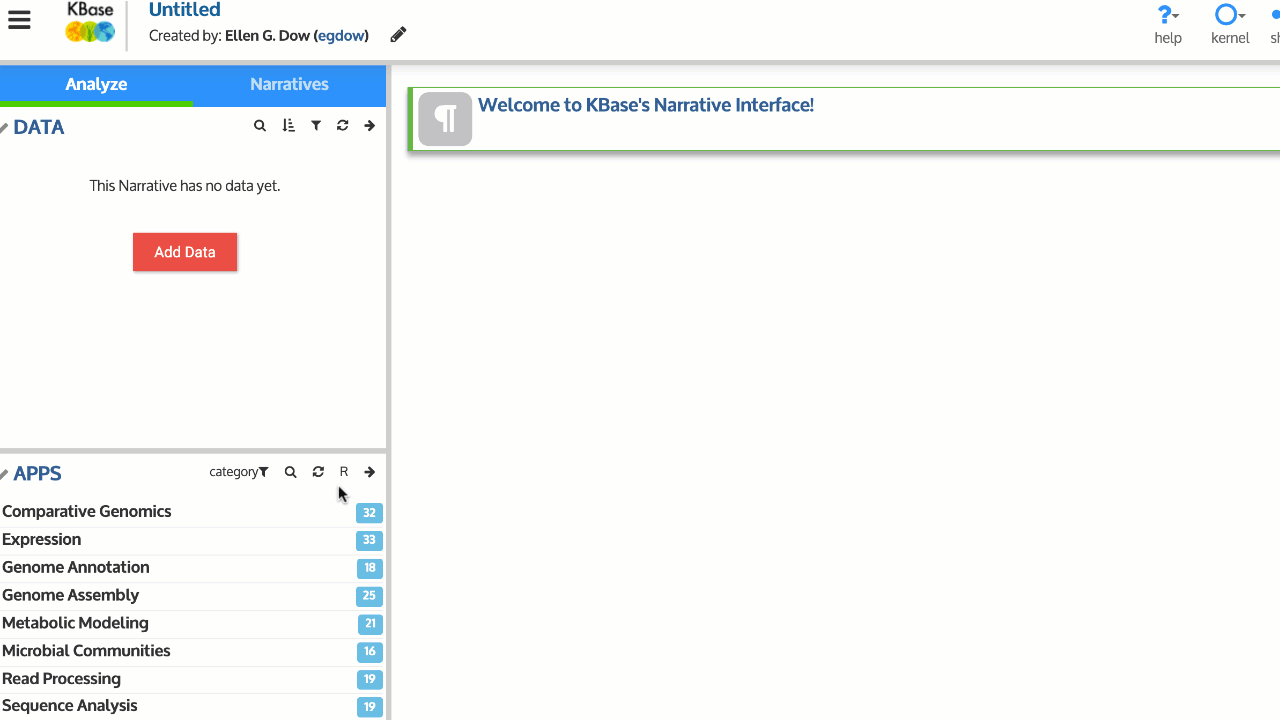 KBase
Untitled
Created by: Ellen G. Dow (egdow)
help
kernel
Analyze
Narratives
DATA
This Narrative has no data yet.
Add Data
Welcome to KBase's Narrative Interface!
APPS
category
R
Comparative Genomics 32
Expression 33
Genome Annotation 18
Genome Assembly 25
Metabolic Modeling 21
Microbial Communities 16
Read Processing 19
Sequence Analysis 19